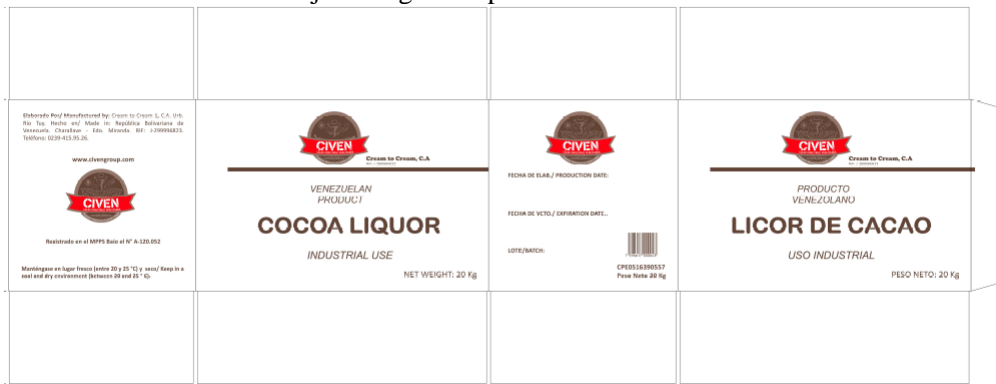 Elaborado Por/ Manufactured by: Cream to Cream 1, C.A. Urb.
Río Tuy. Hecho en/ Made in: República Bolivariana de
Venezuela. Charallave - Edo. Miranda RIF: J-299996823.
Teléfono: 0239-415.95.26.
www.civengroup.com
CIVEN
Registrado en el MPPS Bajo el N° A-120.052
Manténgase en lugar fresco (entre 20 y 25 °C) y seco/ Keep in a
cool and dry environment (between 20 and 25 ° C).
CIVEN
Cream to Cream, C.A
VENEZUELAN
PRODUCT
COCOA LIQUOR
INDUSTRIAL USE
NET WEIGHT: 20 Kg
CIVEN
FECHA DE ELAB./ PRODUCTION DATE:
FECHA DE VCTO./ EXPIRATION DATE..
LOTE/BATCH:
CPE0516390557
Peso Neto 20 Kg
CIVEN
Cream to Cream, C.A
PRODUCTO
VENEZOLANO
LICOR DE CACAO
USO INDUSTRIAL
PESO NETO: 20 Kg